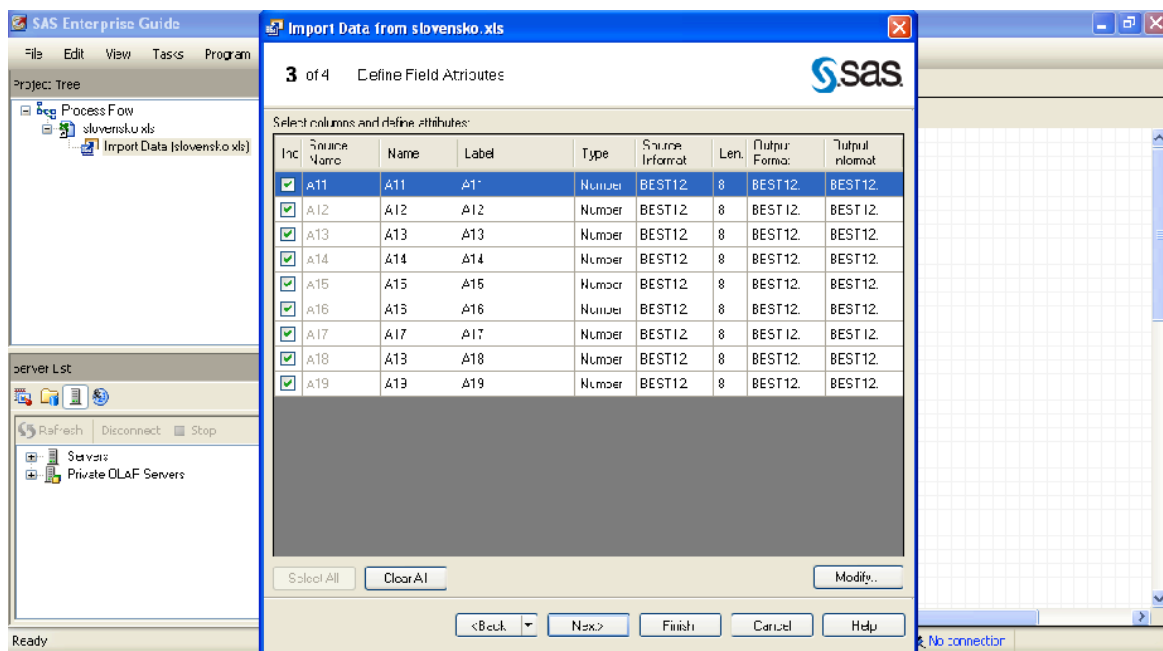 SAS Enterprise Guide
File Edit View Tasks Program
Project Tree
Process Flow
slovensko.xls
Import Data (slovensko.xls)
Server List
Refresh Disconnect Stop
Servers
Private OLAP Servers
Ready
Import Data from slovensko.xls
3 of 4 Define Field Attributes
sas
Select columns and define attributes:
Inc Source Name Name Label Type Source Informat Len. Output Format Output Informat
A11 A11 A11 Number BEST12. 8 BEST12. BEST12.
A12 A12 A12 Number BEST12. 8 BEST12. BEST12.
A13 A13 A13 Number BEST12. 8 BEST12. BEST12.
A14 A14 A14 Number BEST12. 8 BEST12. BEST12.
A15 A15 A15 Number BEST12. 8 BEST12. BEST12.
A16 A16 A16 Number BEST12. 8 BEST12. BEST12.
A17 A17 A17 Number BEST12. 8 BEST12. BEST12.
A18 A18 A18 Number BEST12. 8 BEST12. BEST12.
A19 A19 A19 Number BEST12. 8 BEST12. BEST12.
Select All Clear All Modify...
<Back Next> Finish Cancel Help
No connection